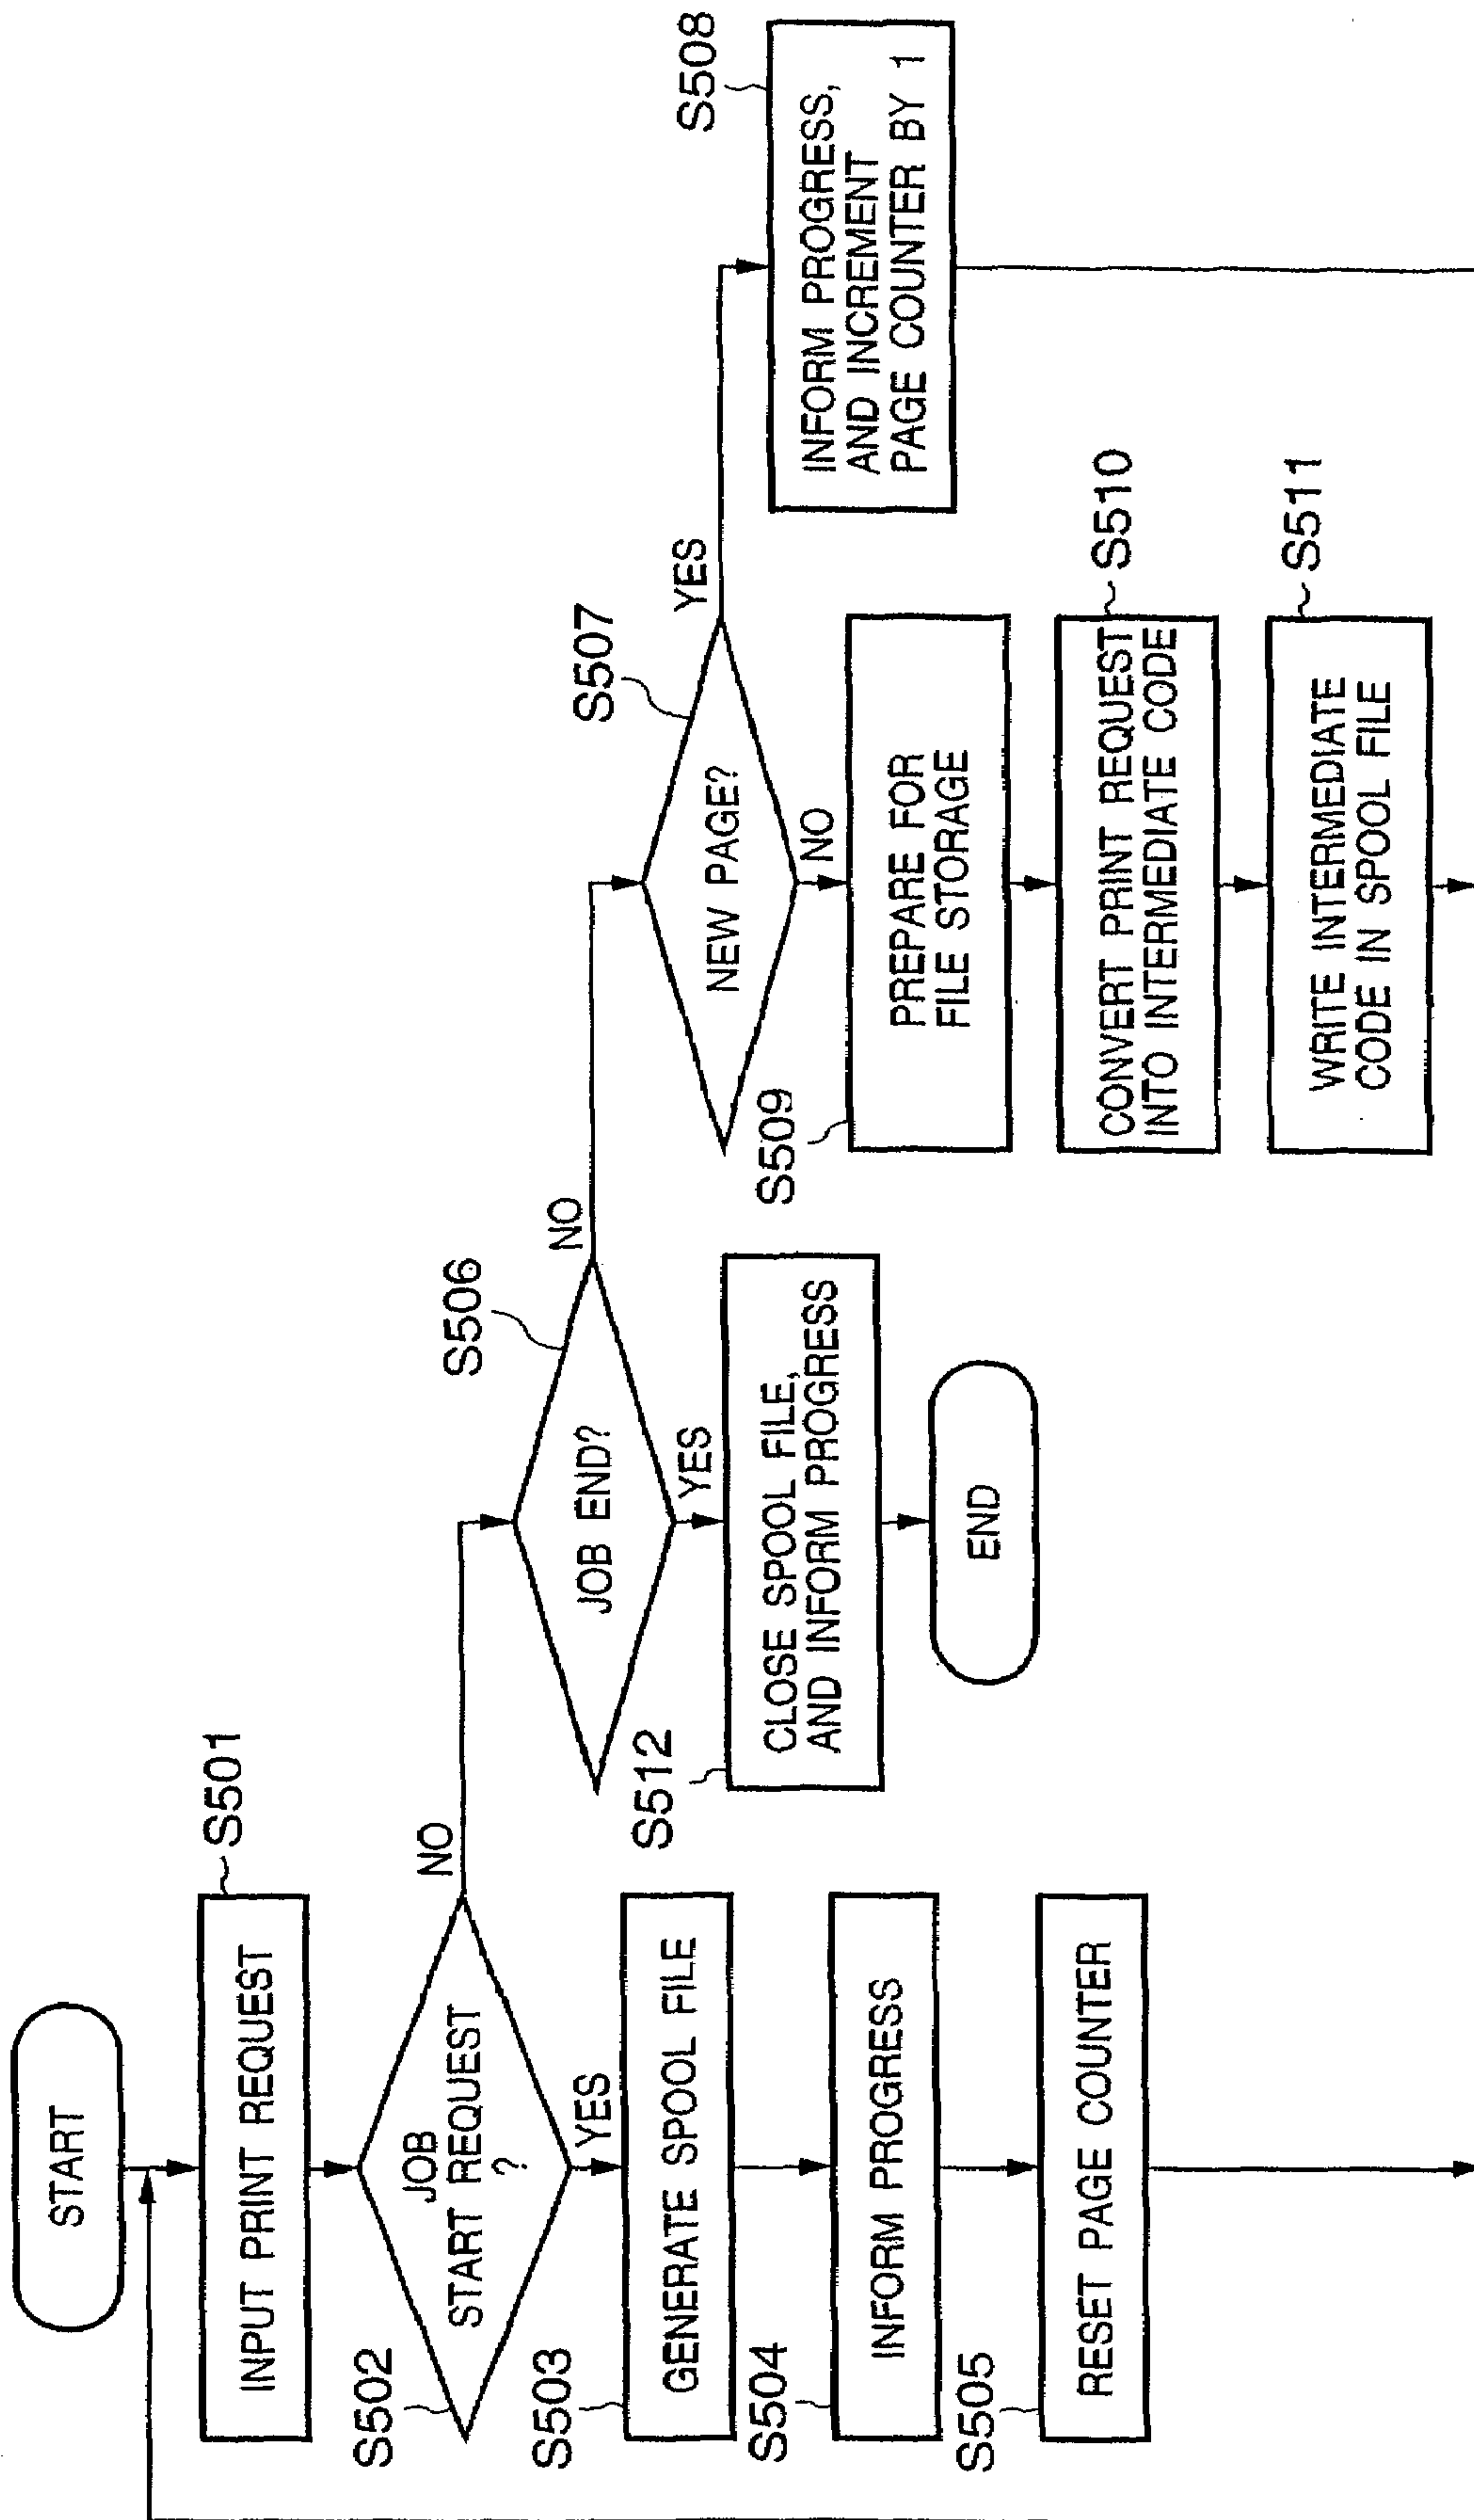 START
INPUT PRINT REQUEST
S501
S502
JOB
START REQUEST
?
NO
YES
S503
GENERATE SPOOL FILE
S504
INFORM PROGRESS
S505
RESET PAGE COUNTER
S506
JOB END?
NO
YES
S512
CLOSE SPOOL FILE,
AND INFORM PROGRESS
END
S507
NEW PAGE?
YES
NO
S508
INFORM PROGRESS,
AND INCREMENT
PAGE COUNTER BY 1
S509
PREPARE FOR
FILE STORAGE
S510
CONVERT PRINT REQUEST
INTO INTERMEDIATE CODE
S511
WRITE INTERMEDIATE
CODE IN SPOOL FILE